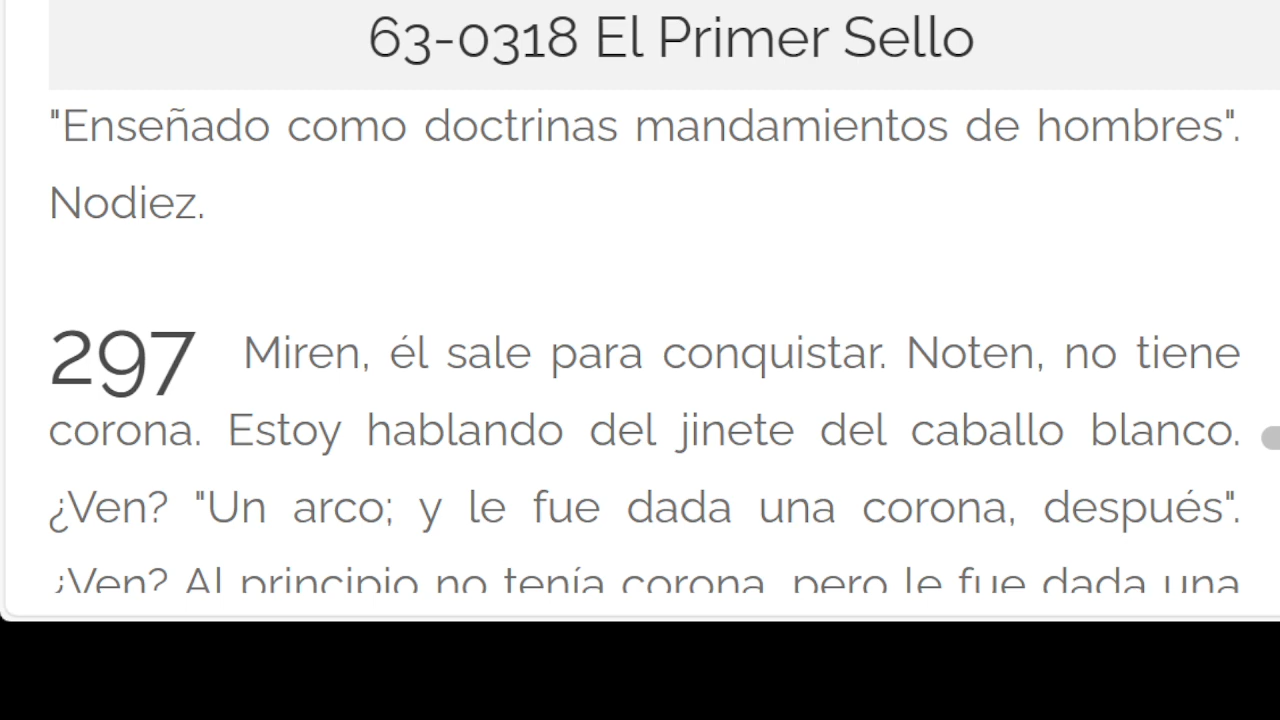 63-0318 El Primer Sello
"Enseñado como doctrinas mandamientos de hombres".
Nodiez.
297 Miren, él sale para conquistar. Noten, no tiene
corona. Estoy hablando del jinete del caballo blanco.
¿Ven? "Un arco; y le fue dada una corona, después".
¿Ven? Al principio no tenía corona, pero le fue dada una